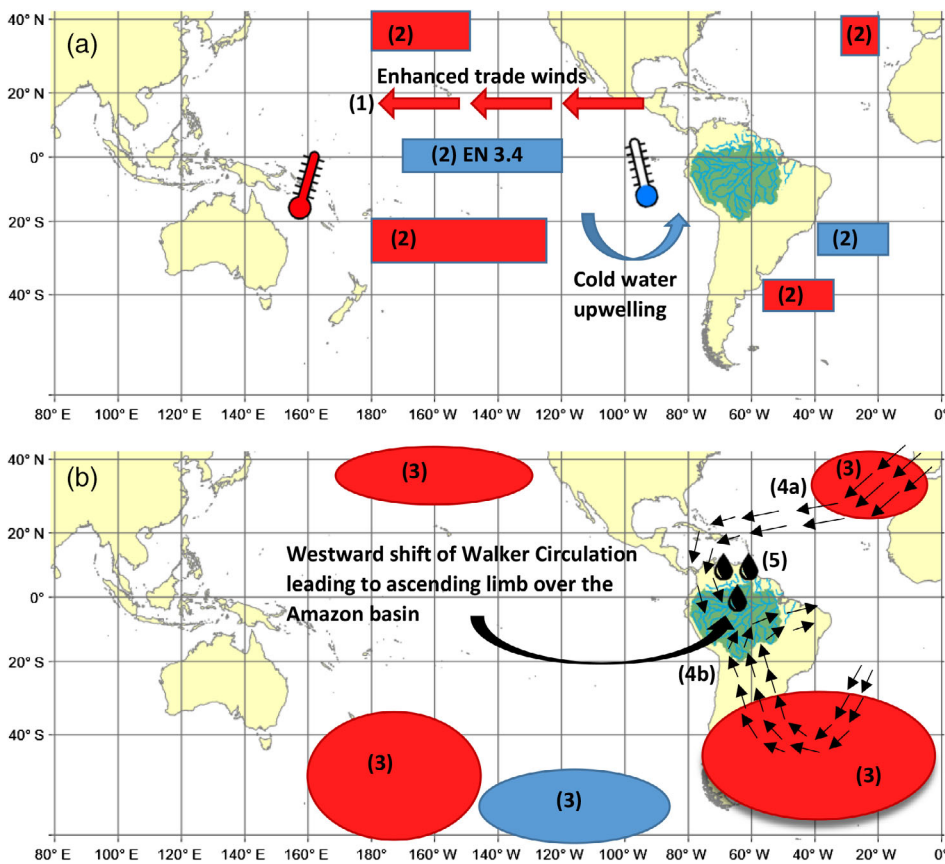 40° N
20° N
0°
20° S
40° S
(a)
(2)
(2)
Enhanced trade winds
(1)
(2) EN 3.4
(2)
(2)
(2)
Cold water
upwelling
80° E 100° E 120° E 140° E 160° E 180° 160° W 140° W 120° W 100° W 80° W 60° W 40° W 20° W
40° N
20° N
0°
20° S
40° S
(b)
(3)
(3)
(4a)
Westward shift of Walker Circulation
leading to ascending limb over the
Amazon basin
(5)
(4b)
(3)
(3)
(3)
80° E 100° E 120° E 140° E 160° E 180° 160° W 140° W 120° W 100° W 80° W 60° W 40° W 20° W 0°